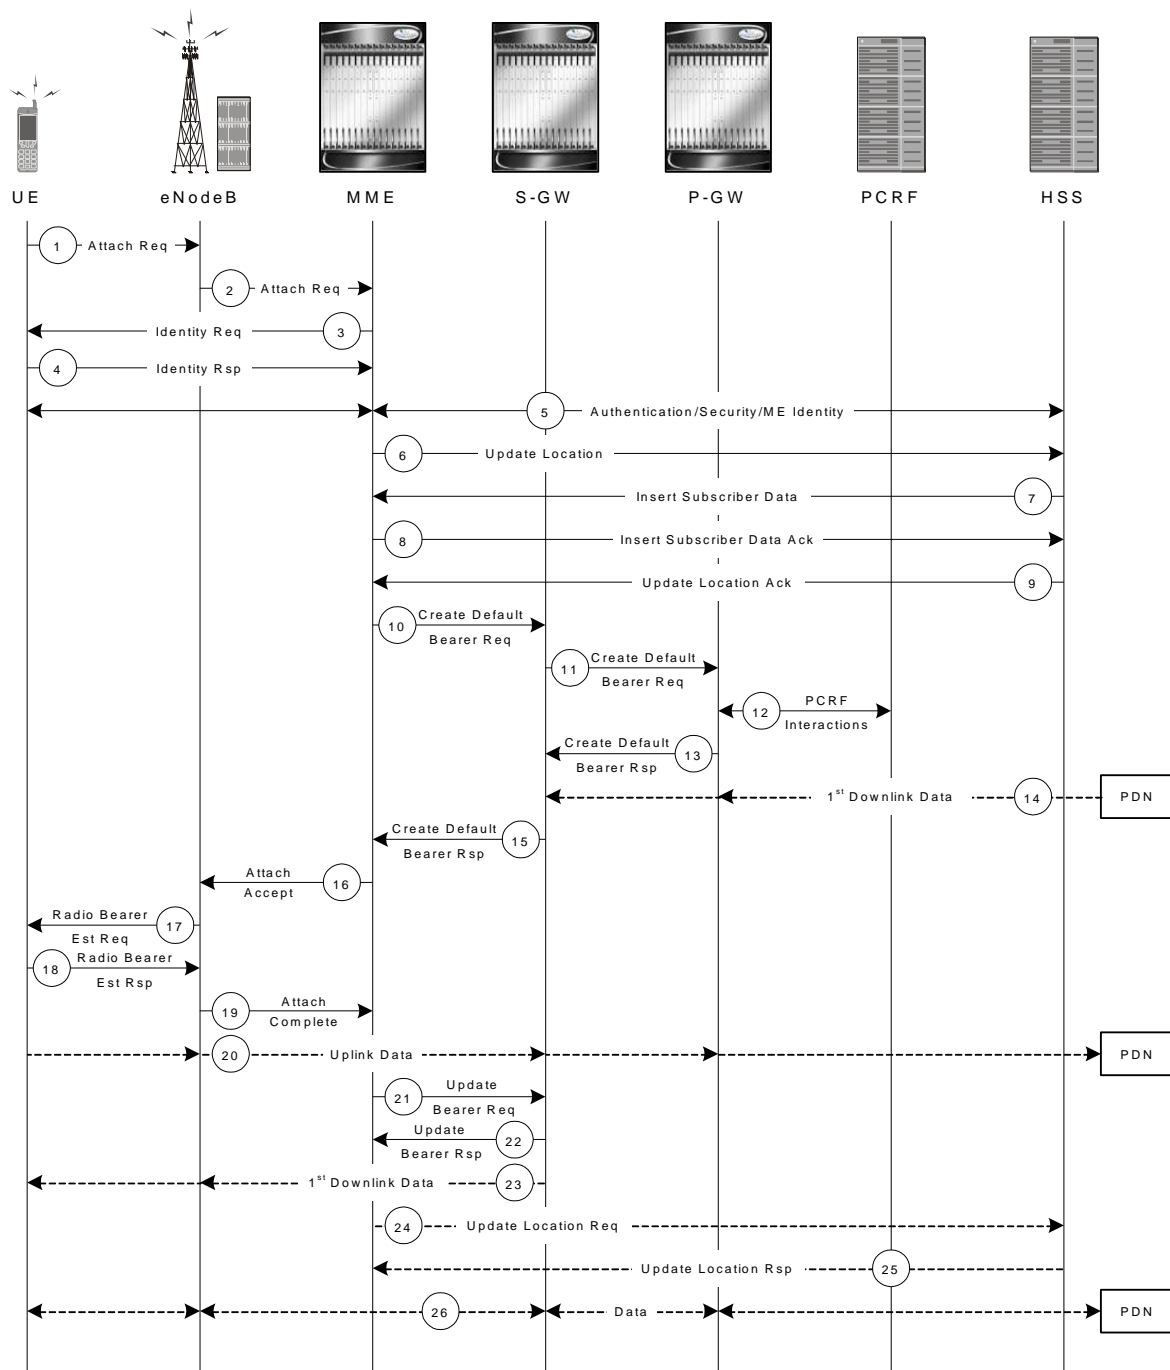 UE
eNodeB
MME
S-GW
P-GW
PCRF
HSS
1 Attach Req
2 Attach Req
Identity Req 3
4 Identity Rsp
5 Authentication/Security/ME Identity
6 Update Location
Insert Subscriber Data 7
8 Insert Subscriber Data Ack
Update Location Ack 9
10 Create Default
Bearer Req
11 Create Default
Bearer Req
12 PCRF
Interactions
Create Default 13
Bearer Rsp
1st Downlink Data 14 PDN
Create Default 15
Bearer Rsp
Attach 16
Accept
Radio Bearer 17
Est Req
18 Radio Bearer
Est Rsp
19 Attach
Complete
20 Uplink Data PDN
21 Update
Bearer Req
Update 22
Bearer Rsp
1st Downlink Data 23
24 Update Location Req
Update Location Rsp 25
26 Data PDN